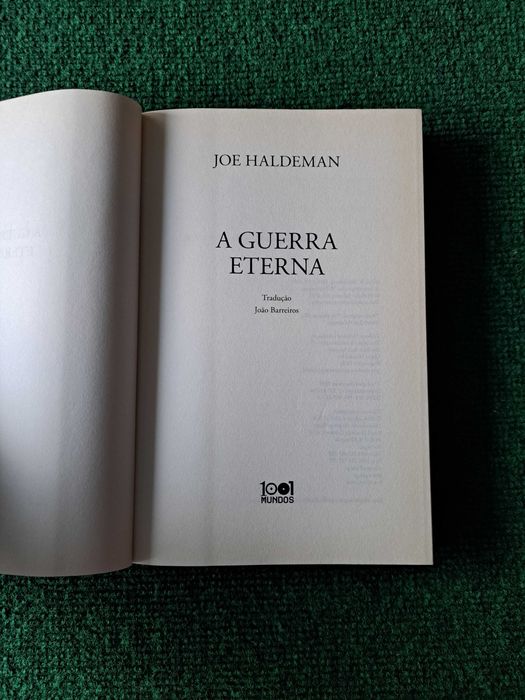 JOE HALDEMAN
A GUERRA
ETERNA
Tradução
João Barreiros
1001
MUNDOS